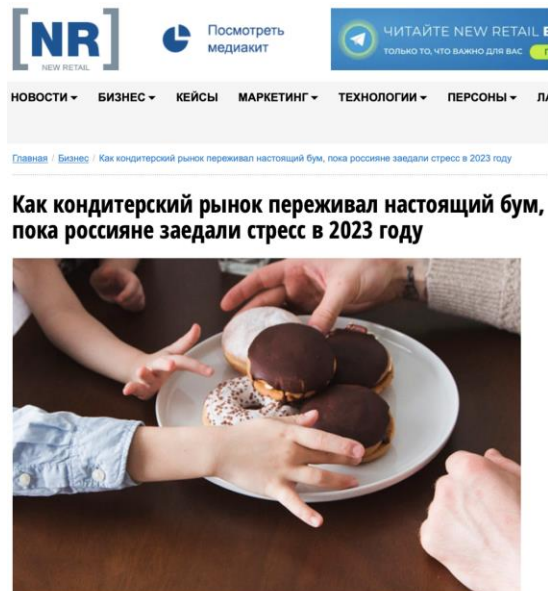 [NR]
NEW RETAIL
Посмотреть
медиакит
ЧИТАЙТЕ NEW RETAIL
ТОЛЬКО ТО, ЧТО ВАЖНО ДЛЯ ВАС
НОВОСТИ БИЗНЕС КЕЙСЫ МАРКЕТИНГ ТЕХНОЛОГИИ ПЕРСОНЫ
Главная / Бизнес / Как кондитерский рынок переживал настоящий бум, пока россияне заедали стресс в 2023 году
Как кондитерский рынок переживал настоящий бум,
пока россияне заедали стресс в 2023 году